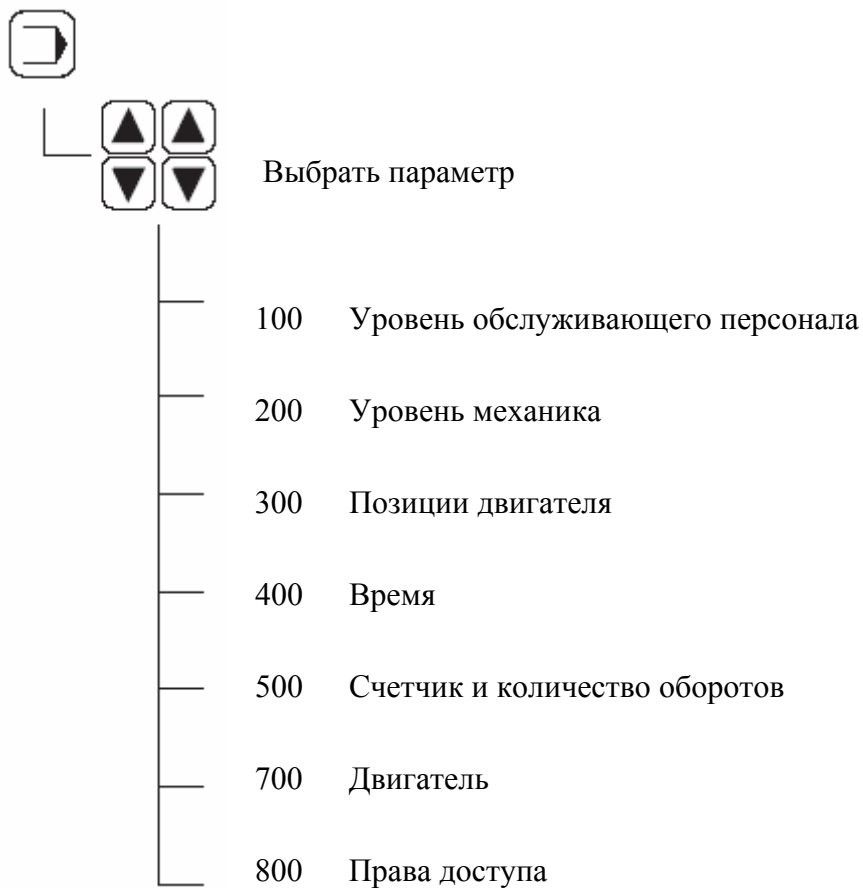 Выбрать параметр
100 Уровень обслуживающего персонала
200 Уровень механика
300 Позиции двигателя
400 Время
500 Счетчик и количество оборотов
700 Двигатель
800 Права доступа